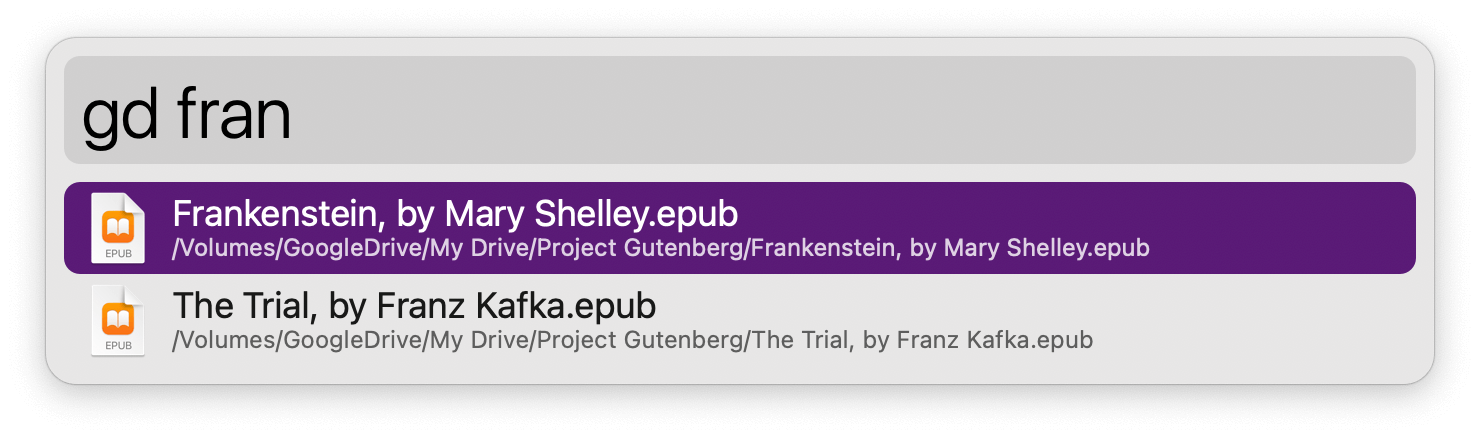 gd fran
Frankenstein, by Mary Shelley.epub
/Volumes/GoogleDrive/My Drive/Project Gutenberg/Frankenstein, by Mary Shelley.epub
EPUB
The Trial, by Franz Kafka.epub
/Volumes/GoogleDrive/My Drive/Project Gutenberg/The Trial, by Franz Kafka.epub
EPUB